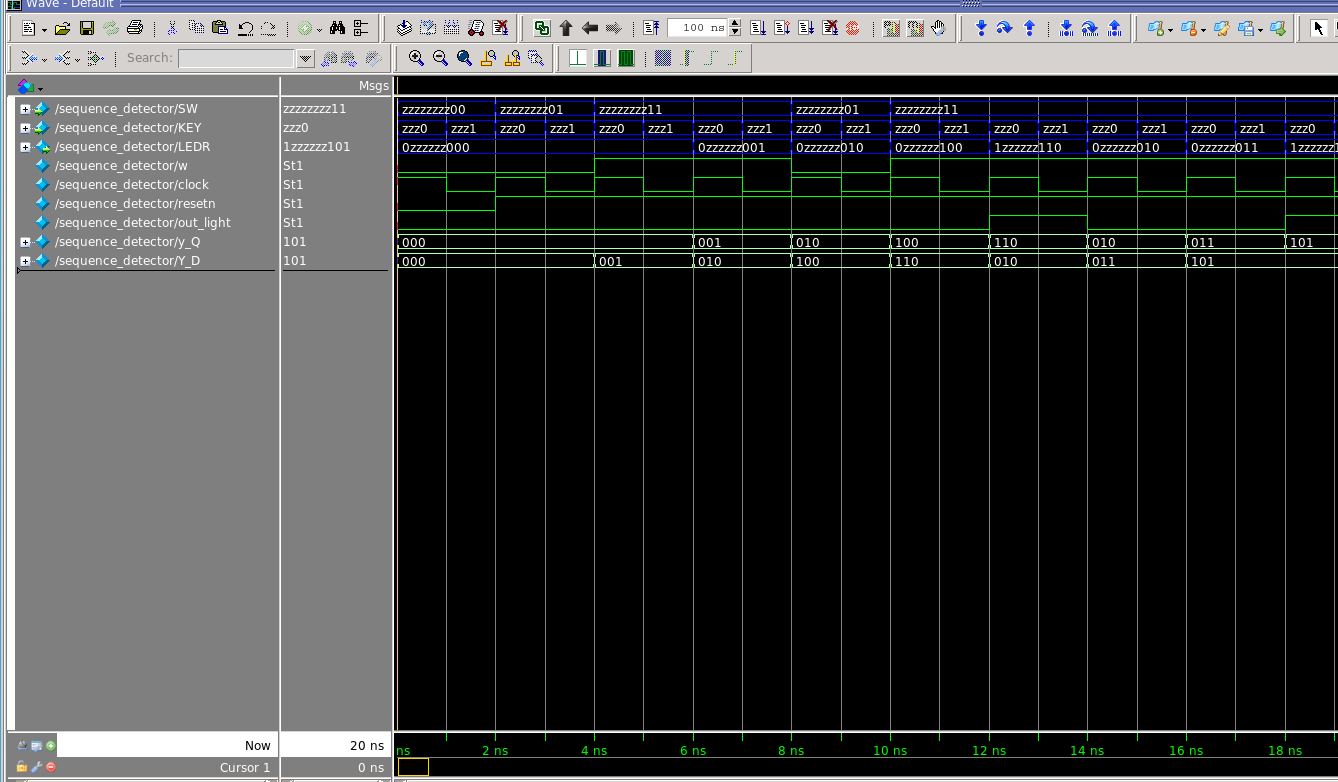 Wave - Default
100 ns
Search:
Msgs
/sequence_detector/SW zzzzzzzz11 zzzzzzzz00 zzzzzzzz01 zzzzzzzz11 zzzzzzzz01 zzzzzzzz11
/sequence_detector/KEY zzz0 zzz0 zzz1 zzz0 zzz1 zzz0 zzz1 zzz0 zzz1 zzz0 zzz1 zzz0 zzz1 zzz0 zzz1 zzz0 zzz1 zzz0 zzz1 zzz0
/sequence_detector/LEDR 1zzzzzz101 0zzzzzz000 0zzzzzz001 0zzzzzz010 0zzzzzz100 1zzzzzz110 0zzzzzz010 0zzzzzz011 1zzzzzz1
/sequence_detector/w St1
/sequence_detector/clock St1
/sequence_detector/resetn St1
/sequence_detector/out_light St1
/sequence_detector/y_Q 101 000 001 010 100 110 010 011 101
/sequence_detector/Y_D 101 000 001 010 100 110 010 011 101
Now 20 ns ns 2 ns 4 ns 6 ns 8 ns 10 ns 12 ns 14 ns 16 ns 18 ns
Cursor 1 0 ns